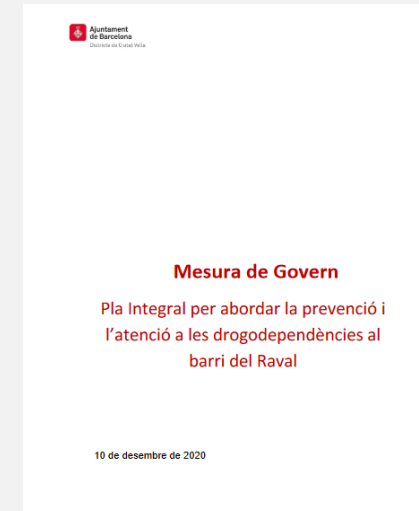 Ajuntament
de Barcelona
Districte de Ciutat Vella
Mesura de Govern
Pla Integral per abordar la prevenció i
l'atenció a les drogodependències al
barri del Raval
10 de desembre de 2020